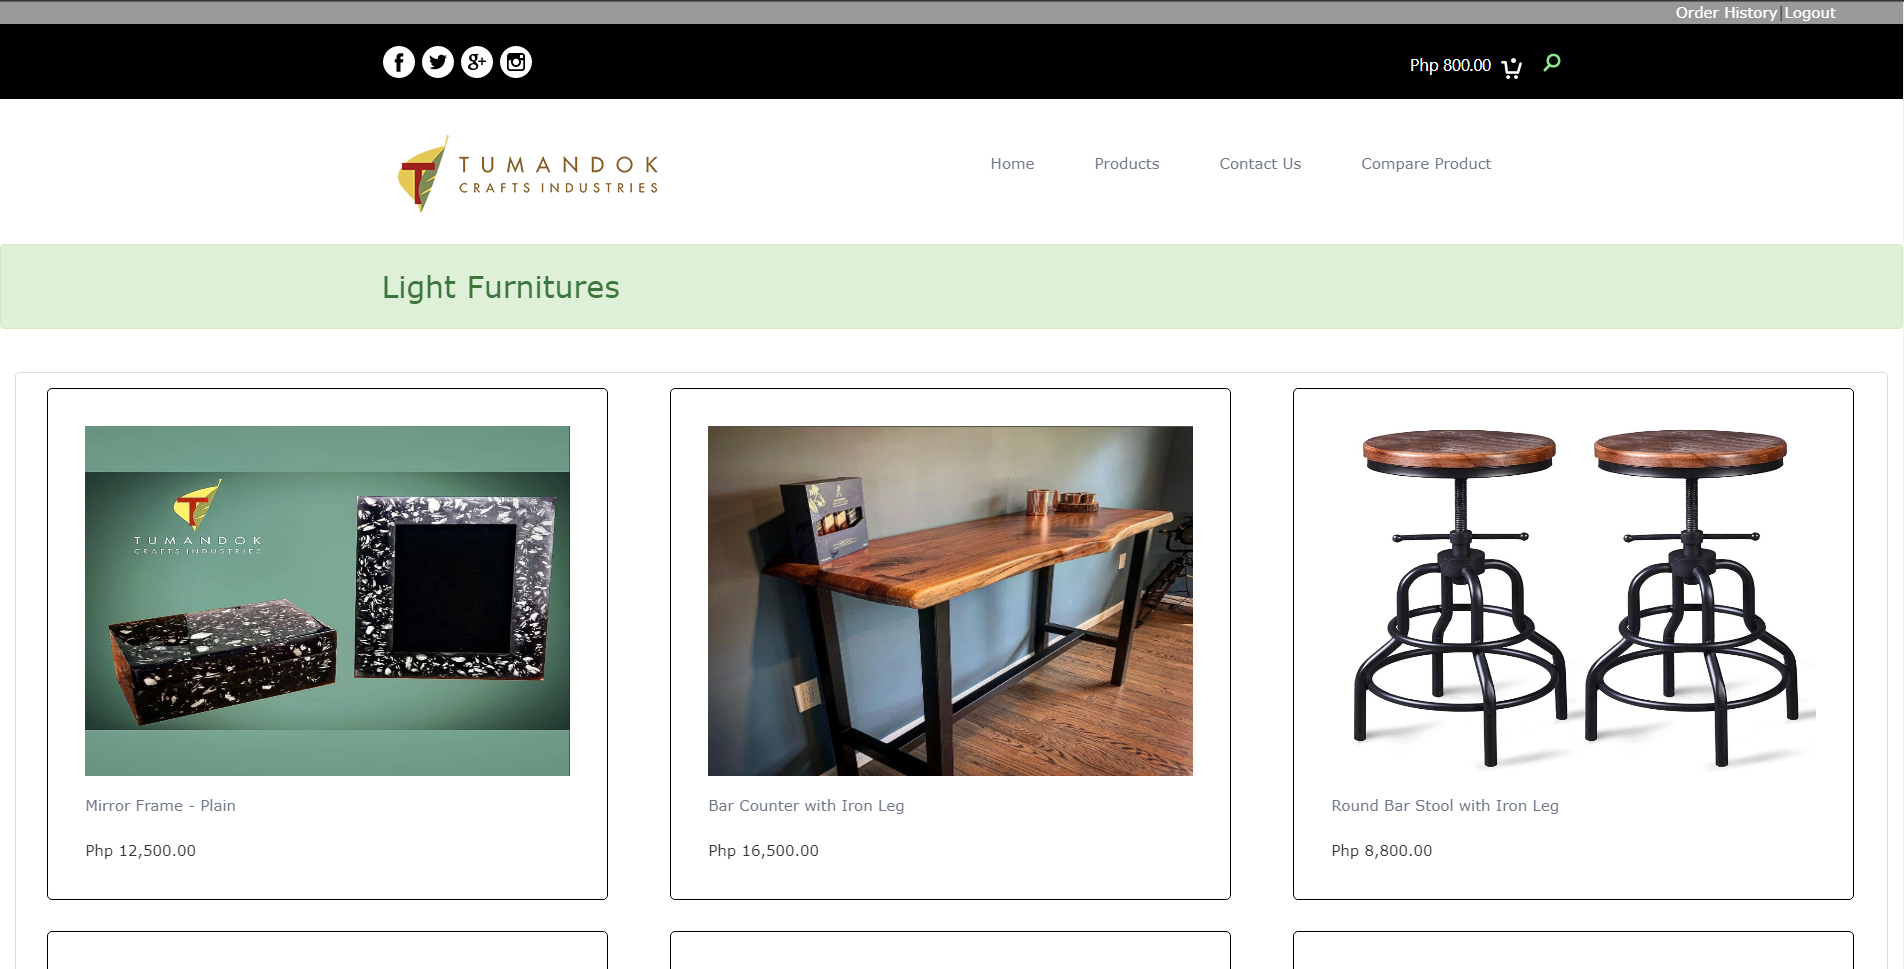 Order History|Logout
Php 800.00
TUMANDOK
CRAFTS INDUSTRIES
Home
Products
Contact Us
Compare Product
Light Furnitures
TUMANDOK
CRAFTS INDUSTRIES
Mirror Frame - Plain
Php 12,500.00
Bar Counter with Iron Leg
Php 16,500.00
Round Bar Stool with Iron Leg
Php 8,800.00